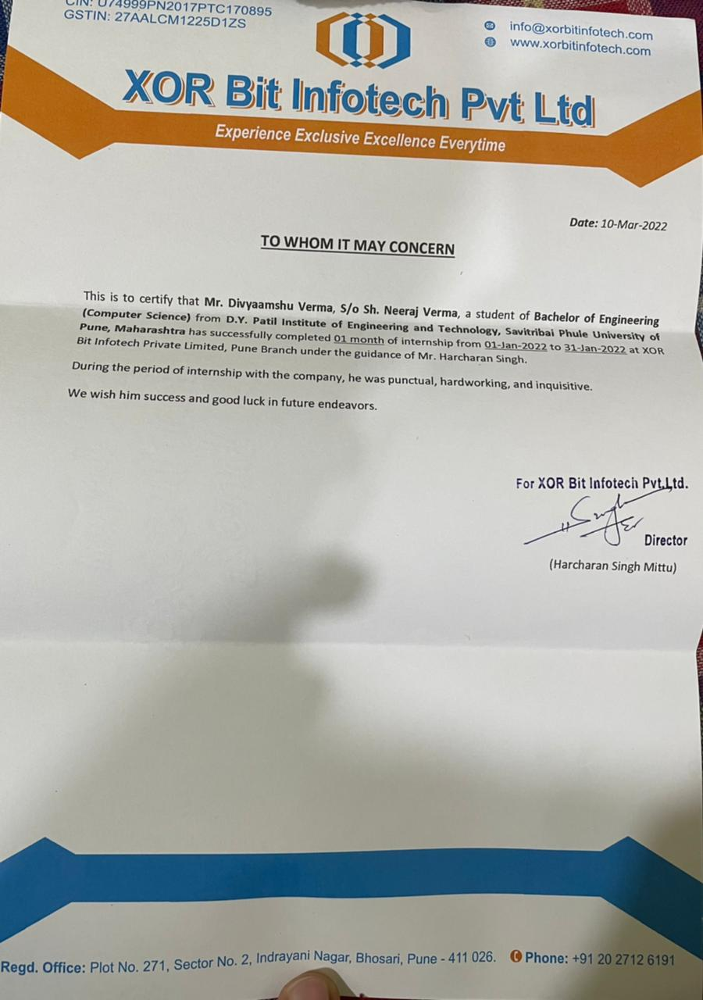 CIN: U74999PN2017PTC170895
GSTIN: 27AALCM1225D1ZS
info@xorbitinfotech.com
www.xorbitinfotech.com
XOR Bit Infotech Pvt Ltd
Experience Exclusive Excellence Everytime
Date: 10-Mar-2022
TO WHOM IT MAY CONCERN
This is to certify that Mr. Divyaamshu Verma, S/o Sh. Neeraj Verma, a student of Bachelor of Engineering
(Computer Science) from D.Y. Patil Institute of Engineering and Technology, Savitribai Phule University of
Pune, Maharashtra has successfully completed 01 month of internship from 01-Jan-2022 to 31-Jan-2022 at XOR
Bit Infotech Private Limited, Pune Branch under the guidance of Mr. Harcharan Singh.
During the period of internship with the company, he was punctual, hardworking, and inquisitive.
We wish him success and good luck in future endeavors.
For XOR Bit Infotech Pvt.Ltd.
Director
(Harcharan Singh Mittu)
Regd. Office: Plot No. 271, Sector No. 2, Indrayani Nagar, Bhosari, Pune - 411 026. Phone: +91 20 2712 6191